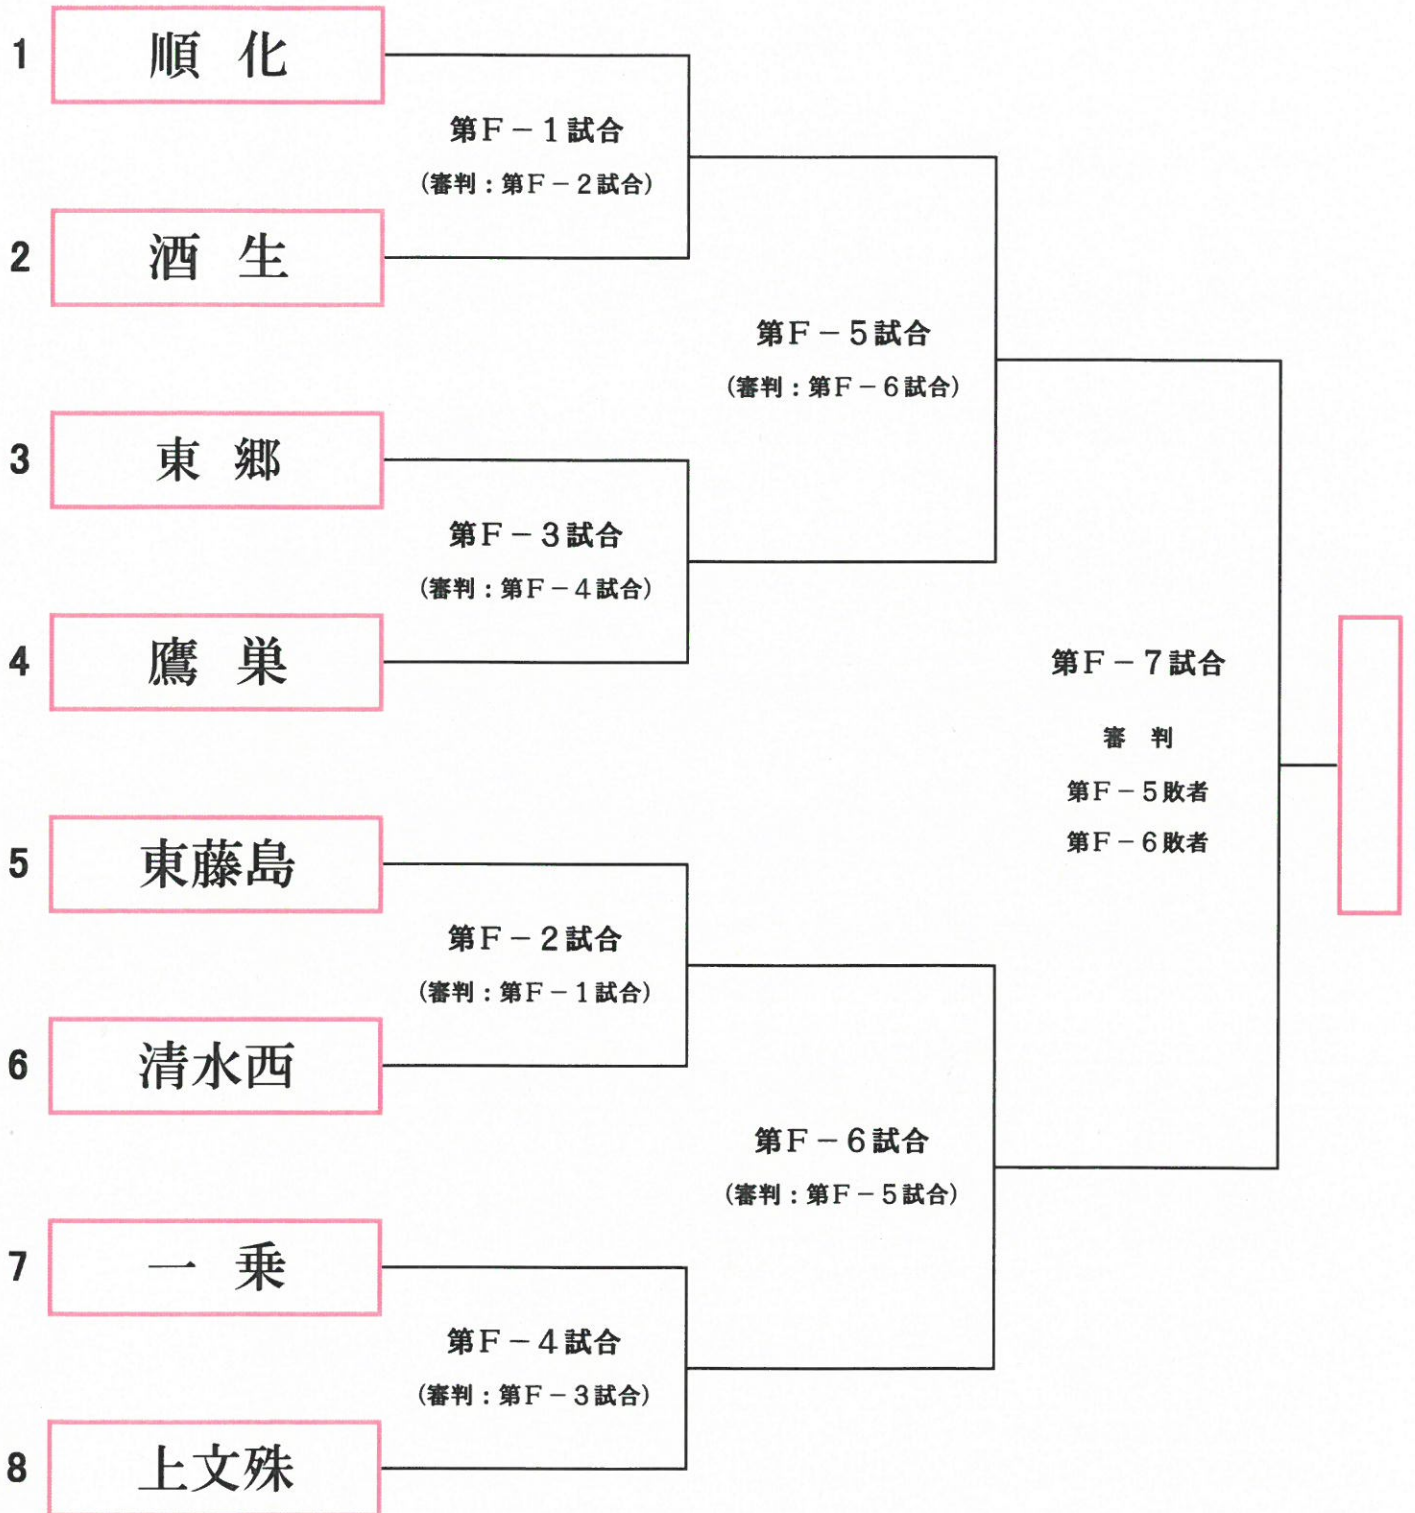 1 順 化
第F－1試合
(審判：第F－2試合)
2 酒 生
第F－5試合
(審判：第F－6試合)
3 東 郷
第F－3試合
(審判：第F－4試合)
4 鷹 巣
第F－7試合
審 判
第F－5敗者
第F－6敗者
5 東藤島
第F－2試合
(審判：第F－1試合)
6 清水西
第F－6試合
(審判：第F－5試合)
7 一 乗
第F－4試合
(審判：第F－3試合)
8 上文殊